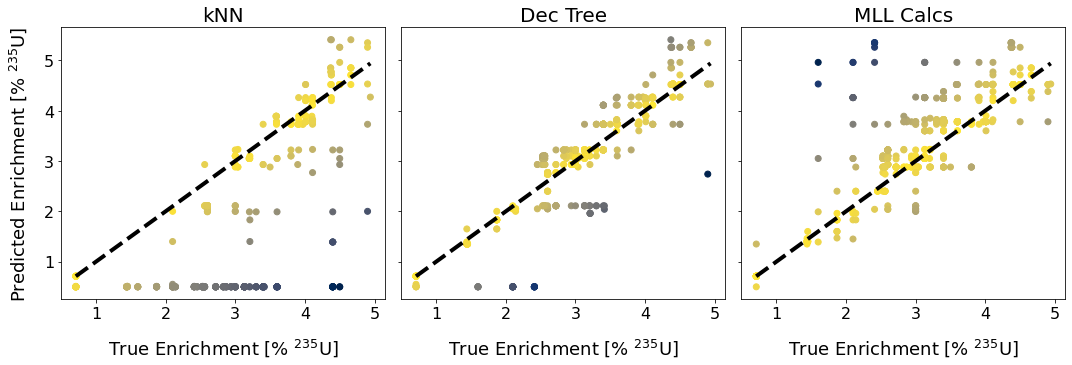 kNN
Dec Tree
MLL Calcs
Predicted Enrichment [% ²³⁵U]
5
4
3
2
1
1 2 3 4 5
1 2 3 4 5
1 2 3 4 5
True Enrichment [% ²³⁵U]
True Enrichment [% ²³⁵U]
True Enrichment [% ²³⁵U]